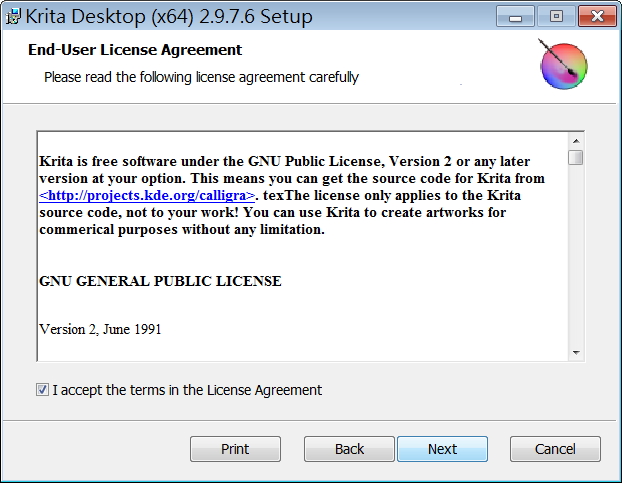 Krita Desktop (x64) 2.9.7.6 Setup
End-User License Agreement
Please read the following license agreement carefully
Krita is free software under the GNU Public License, Version 2 or any later
version at your option. This means you can get the source code for Krita from
<http://projects.kde.org/calligra>. texThe license only applies to the Krita
source code, not to your work! You can use Krita to create artworks for
commerical purposes without any limitation.
GNU GENERAL PUBLIC LICENSE
Version 2, June 1991
I accept the terms in the License Agreement
Print Back Next Cancel